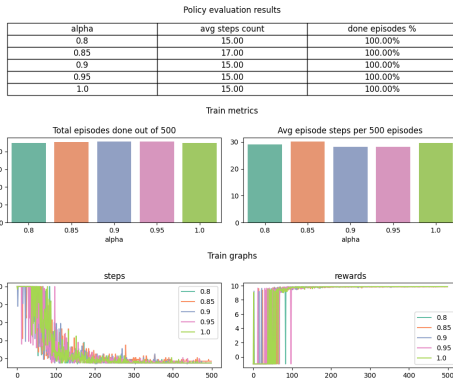 Policy evaluation results
alpha avg steps count done episodes %
0.8 15.00 100.00%
0.85 17.00 100.00%
0.9 15.00 100.00%
0.95 15.00 100.00%
1.0 15.00 100.00%
Train metrics
Total episodes done out of 500 Avg episode steps per 500 episodes
30
20
10
0 0
0.8 0.85 0.9 0.95 1.0 0.8 0.85 0.9 0.95 1.0
alpha alpha
Train graphs
steps rewards
10
8
6
4
2
0
0.8
0.85
0.9
0.95
1.0
0.8
0.85
0.9
0.95
1.0
0 100 200 300 400 500 0 100 200 300 400 500